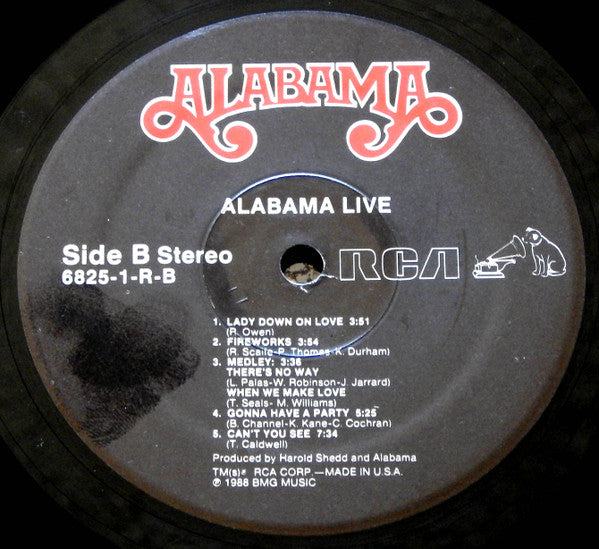 ALABAMA
ALABAMA LIVE
Side B Stereo
6825-1-R-B
RCA
1. LADY DOWN ON LOVE 3:51
(R. Owen)
2. FIREWORKS 3:54
(R. Scaife-P. Thomas-K. Durham)
3. MEDLEY: 3:36
THERE'S NO WAY
(L. Palas-W. Robinson-J. Jarrard)
WHEN WE MAKE LOVE
(T. Seals- M. Williams)
4. GONNA HAVE A PARTY 5:25
(B. Channel-K. Kane-C. Cochran)
5. CAN'T YOU SEE 7:34
(T. Caldwell)
Produced by Harold Shedd and Alabama
TM(s)® RCA CORP.—MADE IN U.S.A.
℗ 1988 BMG MUSIC